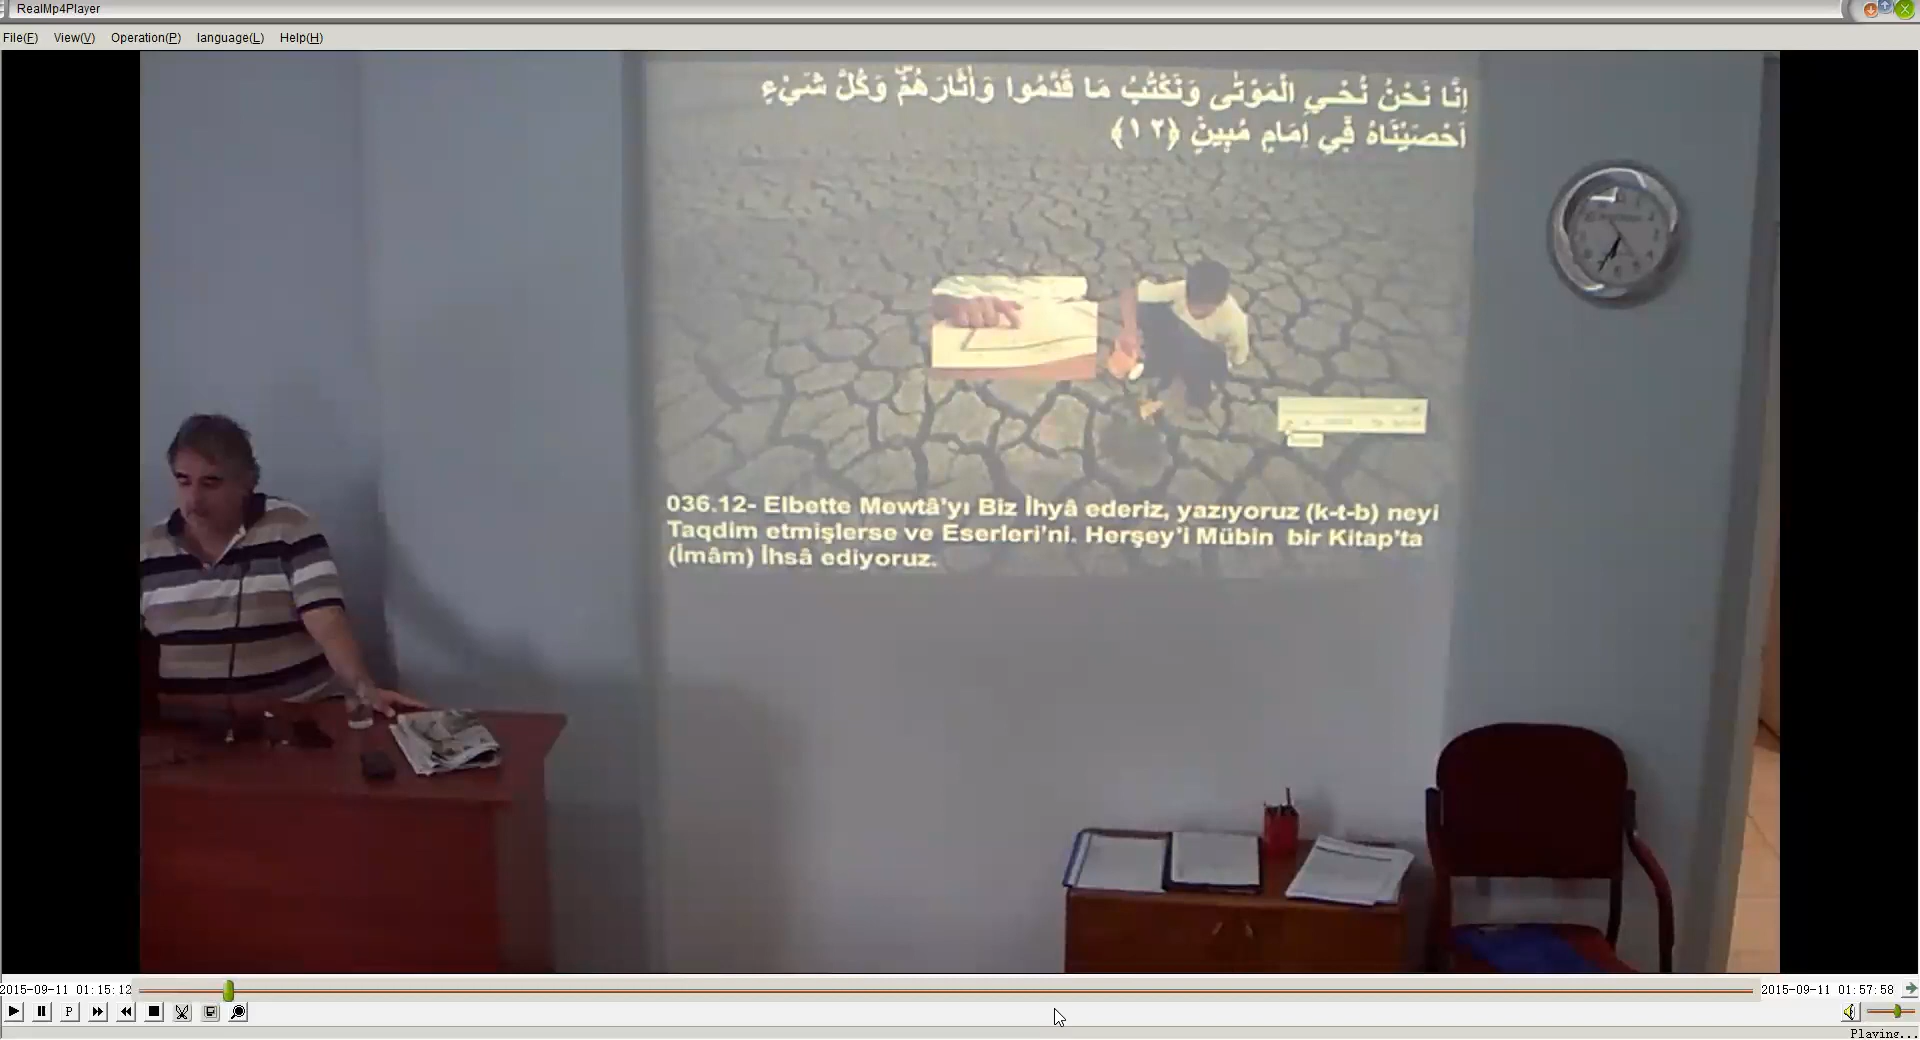 RealMp4Player
File(F) View(V) Operation(P) language(L) Help(H)
اِنَّا نَحْنُ نُحْـيِ الْمَوْتٰى وَنَكْتُبُ مَا قَدَّمُوا وَاٰثَارَهُمْۜ وَكُلَّ شَيْءٍ
اَحْصَيْنَاهُ ف۪ٓي اِمَامٍ مُب۪ينٍ۟ ﴿١٢﴾
036.12- Elbette Mewtâ'yı Biz İhyâ ederiz, yazıyoruz (k-t-b) neyi
Taqdim etmişlerse ve Eserleri'ni. Herşey'i Mübin bir Kitap'ta
(İmâm) İhsâ ediyoruz.
2015-09-11 01:15:12
2015-09-11 01:57:58
P
Playing...